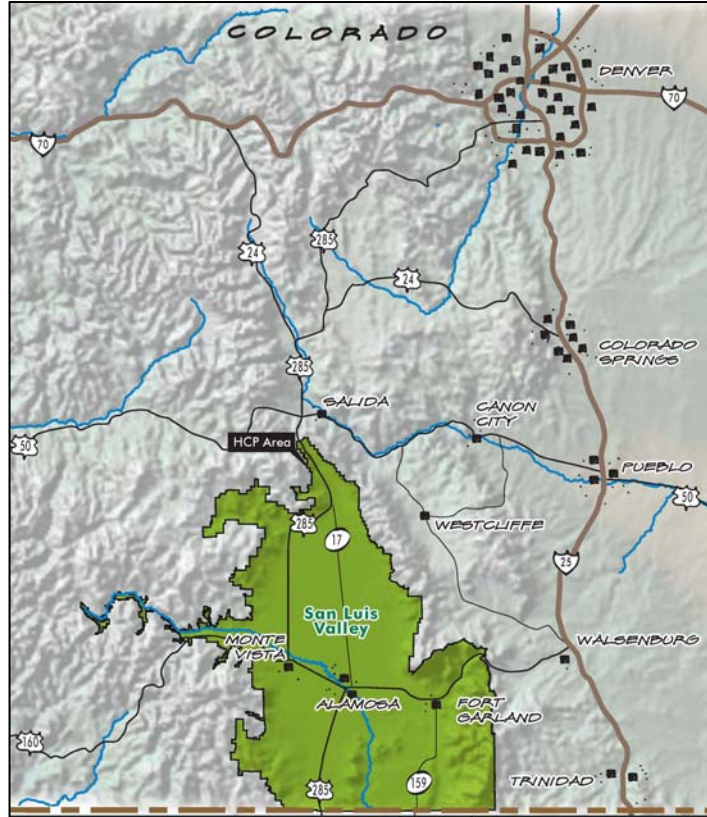 COLORADO
DENVER
70
70
285
24
24
COLORADO
SPRINGS
285
SALIDA
CANON
CITY
HCP Area
50
PUEBLO
50
WESTCLIFFE
285
17
25
San Luis
Valley
MONTE
VISTA
WALSENBURG
ALAMOSA
FORT
GARLAND
160
285
159
TRINIDAD